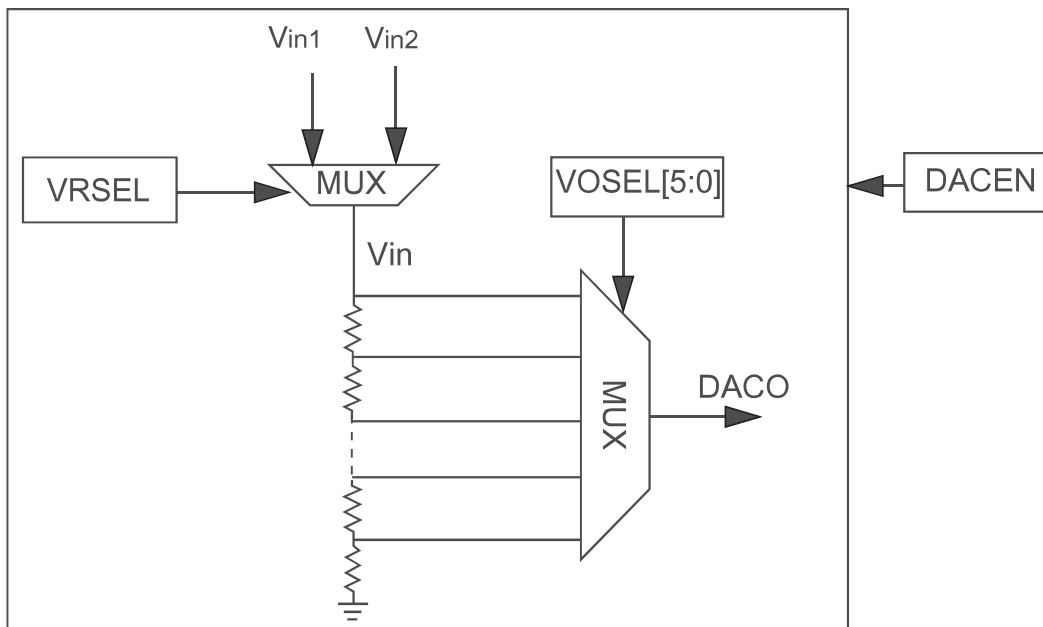 Vin1
Vin2
VRSEL
MUX
VOSEL[5:0]
DACEN
Vin
MUX
DACO